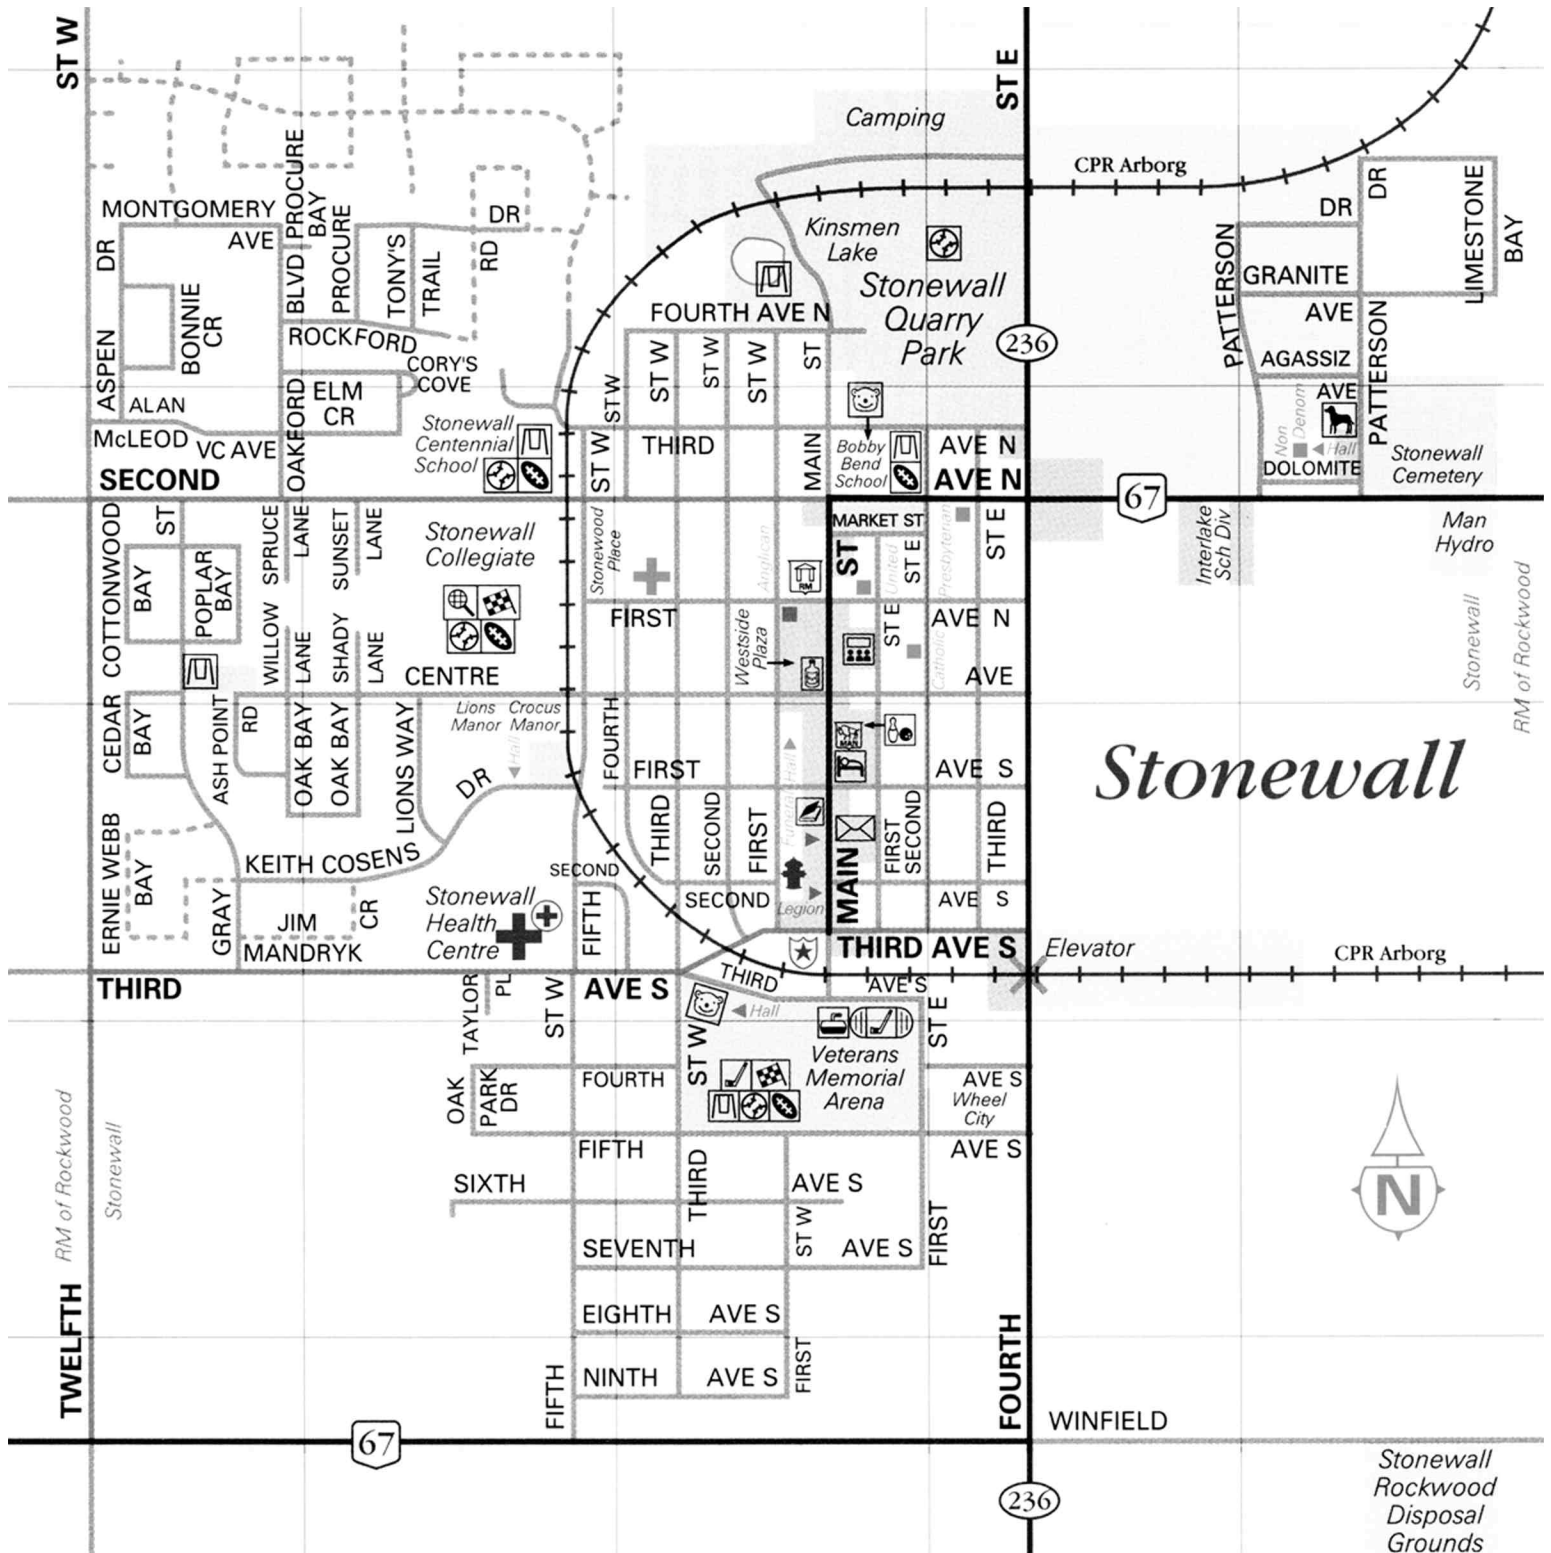 ST W
ST E
Camping
CPR Arborg
MONTGOMERY
AVE
DR
BLVD
PROCURE
BAY
PROCURE
TONY'S
TRAIL
DR
RD
Kinsmen
Lake
Stonewall
Quarry
Park
DR
DR
LIMESTONE
BAY
PATTERSON
GRANITE
AVE
PATTERSON
AGASSIZ
AVE
BONNIE
CR
ASPEN
ROCKFORD
FOURTH AVE N
236
CORY'S
COVE
ELM
CR
ALAN
McLEOD
VC AVE
OAKFORD
Stonewall
Centennial
School
ST W
ST W
ST W
ST W
ST
ST W
THIRD
MAIN
Bobby
Bend
School
AVE N
Non
Denom
Hall
DOLOMITE
Stonewall
Cemetery
SECOND
AVE N
67
COTTONWOOD
ST
SPRUCE
LANE
SUNSET
LANE
Stonewall
Collegiate
Stonewood
Place
Anglican
RM
MARKET ST
ST
United
ST E
Presbyterian
ST E
Interlake
Sch Div
Man
Hydro
BAY
POPLAR
BAY
WILLOW
LANE
SHADY
LANE
FIRST
Westside
Plaza
ST E
AVE N
Catholic
Stonewall
RM of Rockwood
CENTRE
AVE
CEDAR
BAY
ASH POINT
RD
OAK BAY
OAK BAY
LIONS WAY
Lions
Manor
Crocus
Manor
Hall
FOURTH
FIRST
Funeral Hall
MAN
AVE S
Stonewall
DR
ERNIE WEBB
BAY
KEITH COSENS
THIRD
SECOND
FIRST
FIRST
SECOND
THIRD
SECOND
GRAY
JIM
MANDRYK
CR
Stonewall
Health
Centre
FIFTH
SECOND
Legion
MAIN
AVE S
THIRD AVE S
Elevator
CPR Arborg
THIRD
TAYLOR
PL
ST W
AVE S
THIRD
AVE S
Hall
ST E
ST W
Veterans
Memorial
Arena
OAK
PARK
DR
FOURTH
AVE S
Wheel
City
N
RM of Rockwood
Stonewall
FIFTH
AVE S
SIXTH
THIRD
AVE S
SEVENTH
ST W
AVE S
FIRST
EIGHTH
AVE S
TWELFTH
FIFTH
NINTH
AVE S
FIRST
FOURTH
WINFIELD
67
236
Stonewall
Rockwood
Disposal
Grounds